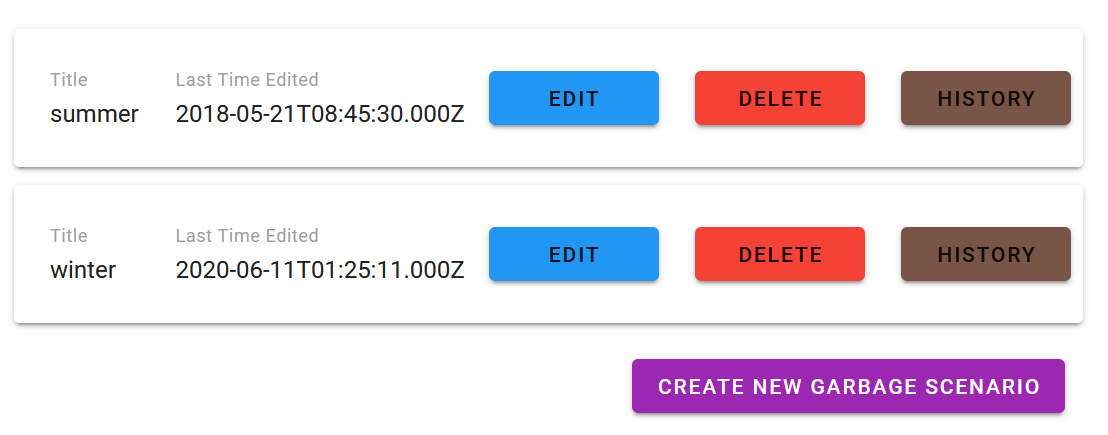 Title Last Time Edited
summer 2018-05-21T08:45:30.000Z EDIT DELETE HISTORY
Title Last Time Edited
winter 2020-06-11T01:25:11.000Z EDIT DELETE HISTORY
CREATE NEW GARBAGE SCENARIO